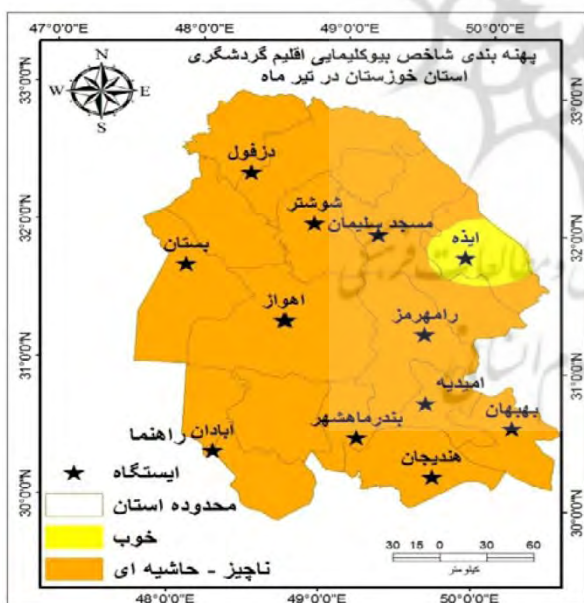 47°0'0"E 48°0'0"E 49°0'0"E 50°0'0"E
پهنه بندی شاخص بیوکلیمایی اقلیم گردشگری
استان خوزستان در تیر ماه
N
W E
S
33°0'0"N
33°0'0"N
دزفول
شوشتر
مسجد سلیمان
ایذه
32°0'0"N
32°0'0"N
بستان
اهواز
رامهرمز
31°0'0"N
31°0'0"N
امیدیه
بهبهان
بندرماهشهر
آبادان
هندیجان
30°0'0"N
30°0'0"N
راهنما
ایستگاه
محدوده استان
خوب
ناچیز - حاشیه ای
30 15 0 30 60
کیلومتر
48°0'0"E 49°0'0"E 50°0'0"E